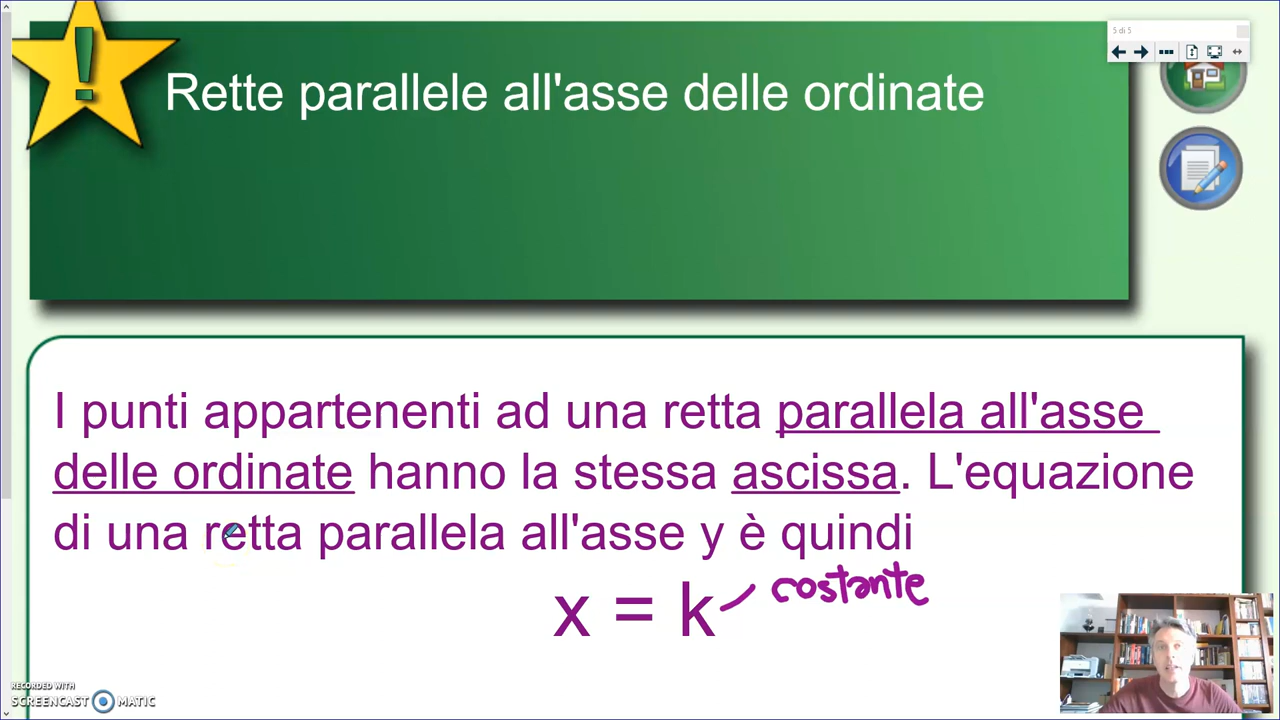 5 di 5
Rette parallele all'asse delle ordinate
I punti appartenenti ad una retta parallela all'asse
delle ordinate hanno la stessa ascissa. L'equazione
di una retta parallela all'asse y è quindi
x = k costante
RECORDED WITH
SCREENCAST MATIC